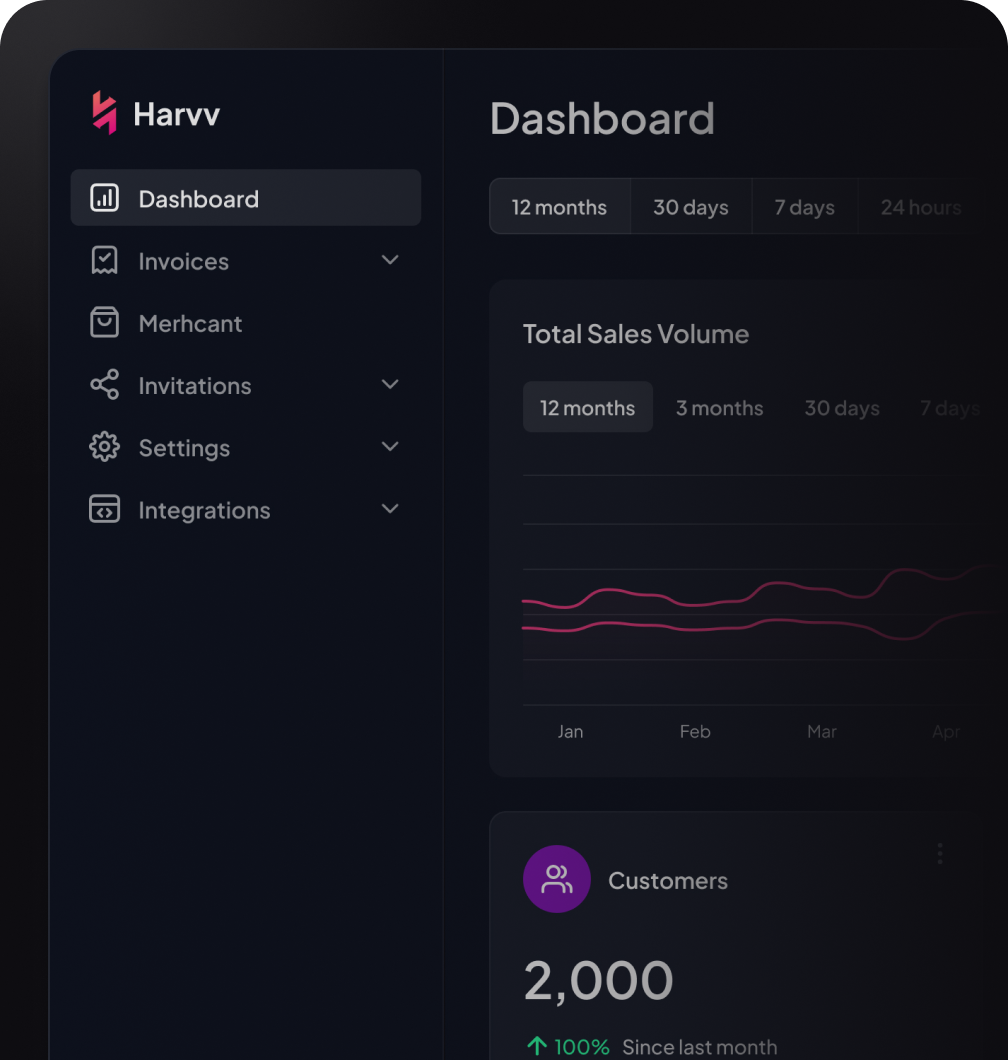 Harvv
Dashboard
Invoices
Merhcant
Invitations
Settings
Integrations
Dashboard
12 months 30 days 7 days 24 hours
Total Sales Volume
12 months 3 months 30 days 7 days
Jan Feb Mar Apr
Customers
2,000
100% Since last month